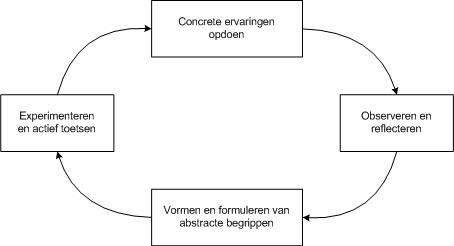 Concrete ervaringen
opdoen
Experimenteren
en actief toetsen
Observeren en
reflecteren
Vormen en formuleren van
abstracte begrippen